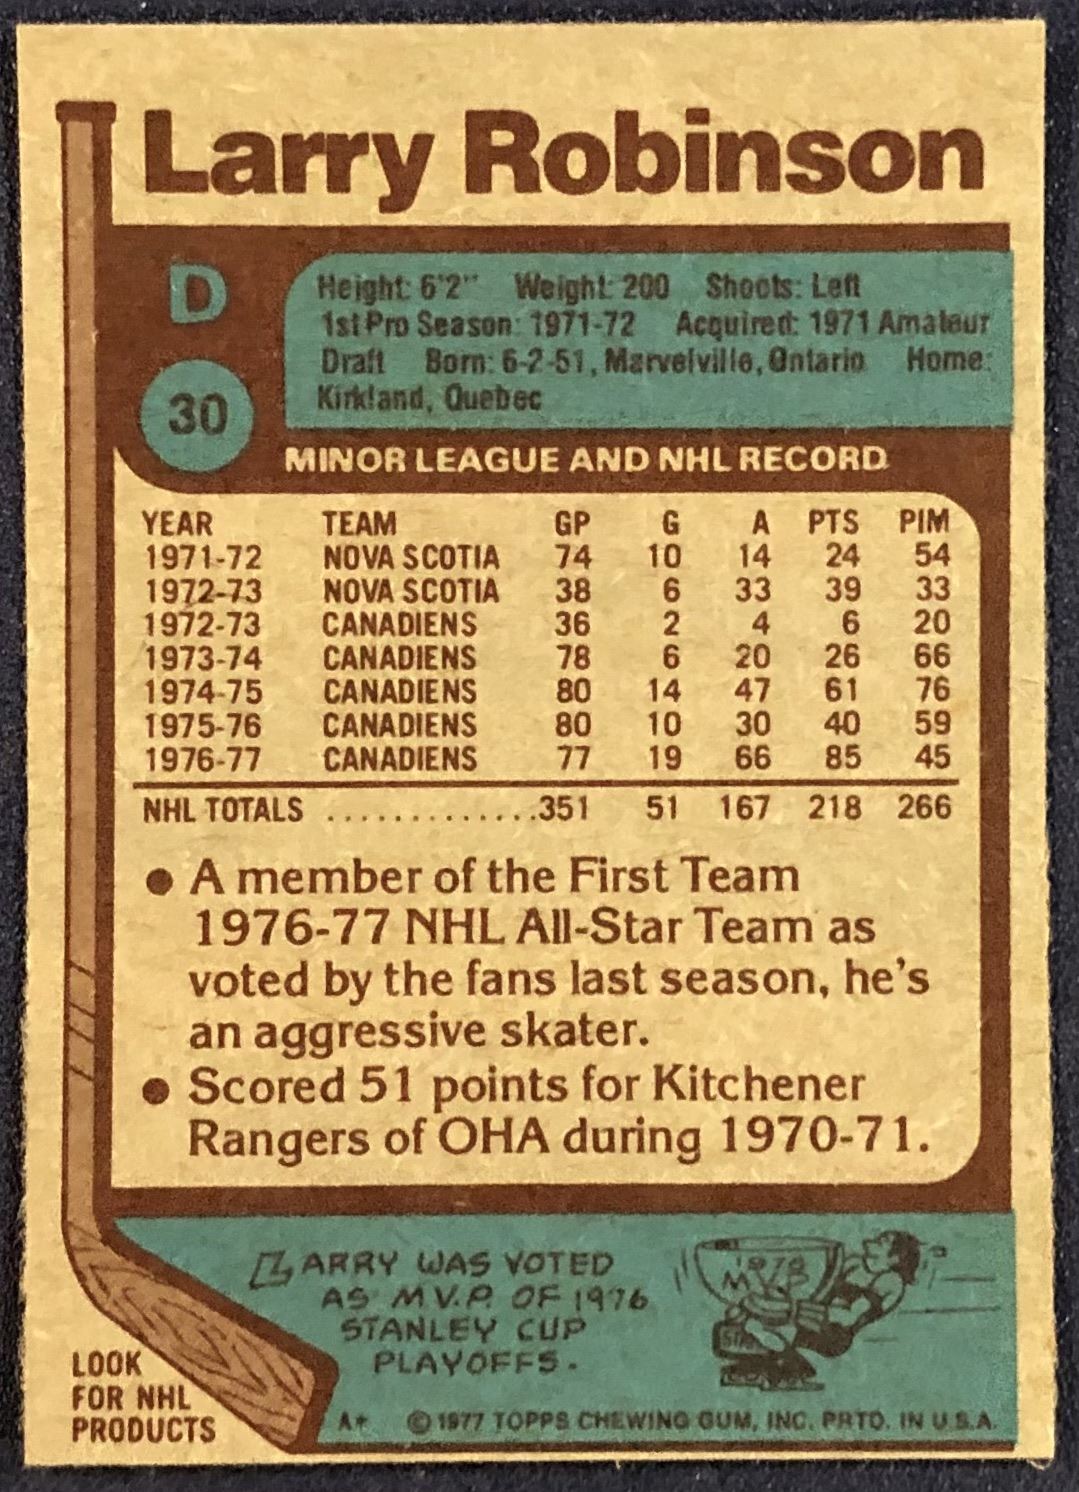 Larry Robinson
D
30
Height: 6'2" Weight: 200 Shoots: Left
1st Pro Season: 1971-72 Acquired: 1971 Amateur
Draft Born: 6-2-51, Marvelville, Ontario Home:
Kirkland, Quebec
MINOR LEAGUE AND NHL RECORD
YEAR TEAM GP G A PTS PIM
1971-72 NOVA SCOTIA 74 10 14 24 54
1972-73 NOVA SCOTIA 38 6 33 39 33
1972-73 CANADIENS 36 2 4 6 20
1973-74 CANADIENS 78 6 20 26 66
1974-75 CANADIENS 80 14 47 61 76
1975-76 CANADIENS 80 10 30 40 59
1976-77 CANADIENS 77 19 66 85 45
NHL TOTALS ..............351 51 167 218 266
• A member of the First Team
1976-77 NHL All-Star Team as
voted by the fans last season, he's
an aggressive skater.
• Scored 51 points for Kitchener
Rangers of OHA during 1970-71.
LARRY WAS VOTED
AS M.V.P. OF 1976
STANLEY CUP
PLAYOFFS.
1976
M.V.P.
LOOK
FOR NHL
PRODUCTS
A* © 1977 TOPPS CHEWING GUM, INC. PRTD. IN U.S.A.